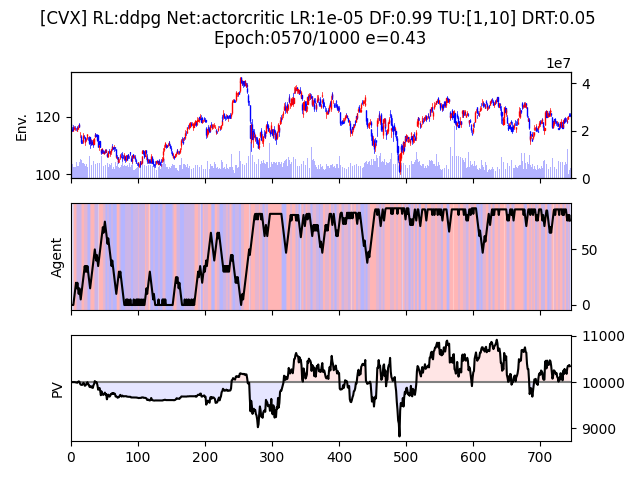 [CVX] RL:ddpg Net:actorcritic LR:1e-05 DF:0.99 TU:[1,10] DRT:0.05
Epoch:0570/1000 e=0.43
1e7
Env.
120
100
4
2
0
Agent
50
0
PV
11000
10000
9000
0 100 200 300 400 500 600 700